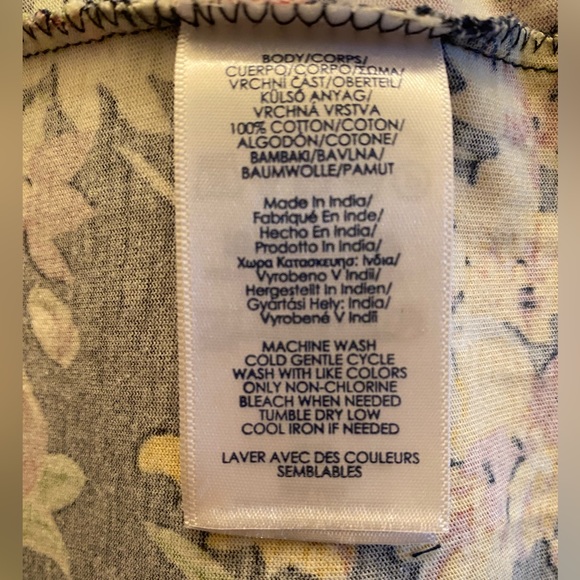 BODY/CORPS/
CUERPO/CORPO/ΣΩΜΑ/
VRCHNÍ CÁST/OBERTEIL/
KÜLSŐ ANYAG/
VRCHNÁ VRSTVA
100% COTTON/COTON/
ALGODÓN/COTONE/
BAMBAKI/BAVLNA/
BAUMWOLLE/PAMUT
Made In India/
Fabriqué En Inde/
Hecho En India/
Prodotto In India/
Χωρα Κατασκευησ: Ινδια/
Vyrobeno V Indii/
Hergestellt In Indien/
Gyártási Hely: India/
Vyrobené V Indii
MACHINE WASH
COLD GENTLE CYCLE
WASH WITH LIKE COLORS
ONLY NON-CHLORINE
BLEACH WHEN NEEDED
TUMBLE DRY LOW
COOL IRON IF NEEDED
LAVER AVEC DES COULEURS
SEMBLABLES